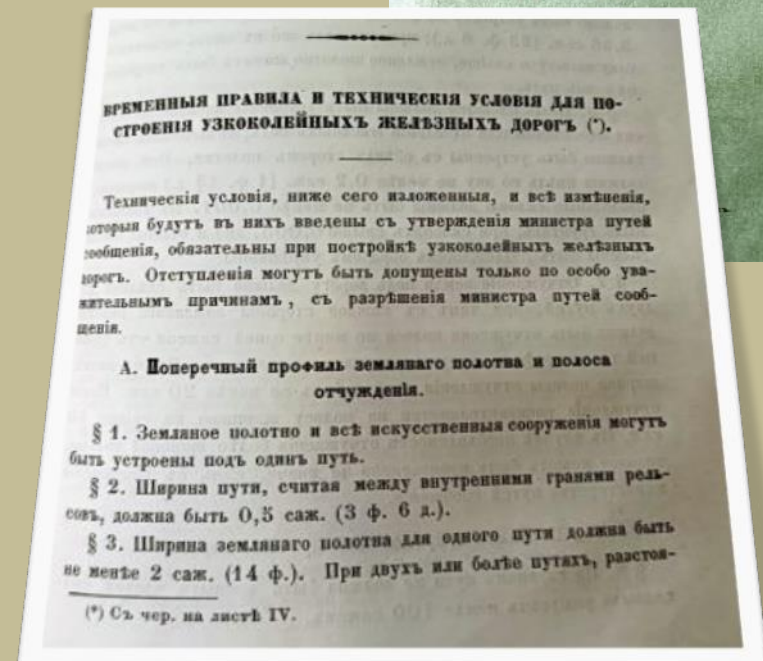 ВРЕМЕННЫЯ ПРАВИЛА И ТЕХНИЧЕСКІЯ УСЛОВІЯ ДЛЯ ПО-
СТРОЕНІЯ УЗКОКОЛЕЙНЫХЪ ЖЕЛѢЗНЫХЪ ДОРОГЪ (*).
Техническія условія, ниже сего изложенныя, и всѣ измѣненія,
которыя будутъ въ нихъ введены съ утвержденія министра путей
сообщенія, обязательны при постройкѣ узкоколейныхъ желѣзныхъ
дорогъ. Отступленія могутъ быть допущены только по особо ува-
жительнымъ причинамъ, съ разрѣшенія министра путей сооб-
щенія.
А. Поперечный профиль землянаго полотна и полоса
отчужденія.
§ 1. Земляное полотно и всѣ искусственныя сооруженія могутъ
быть устроены подъ одинъ путь.
§ 2. Ширина пути, считая между внутренними гранями рель-
совъ, должна быть 0,5 саж. (3 ф. 6 д.).
§ 3. Ширина землянаго полотна для одного пути должна быть
не менѣе 2 саж. (14 ф.). При двухъ или болѣе путяхъ, разстоя-
(*) Съ чер. на листѣ IV.